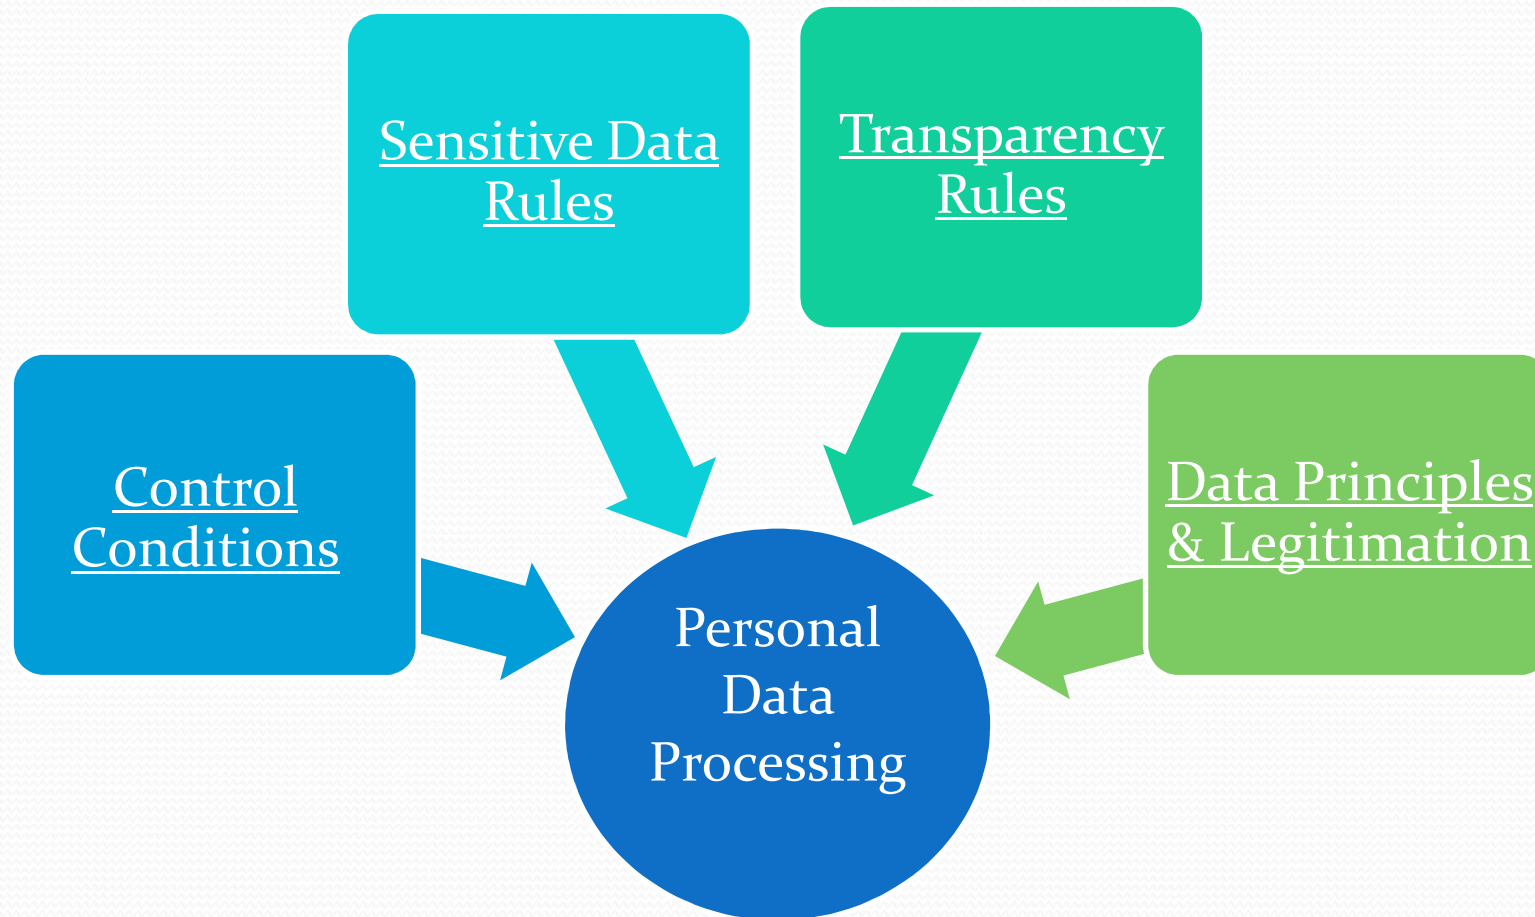 Sensitive Data
Rules
Transparency
Rules
Control
Conditions
Data Principles
& Legitimation
Personal
Data
Processing